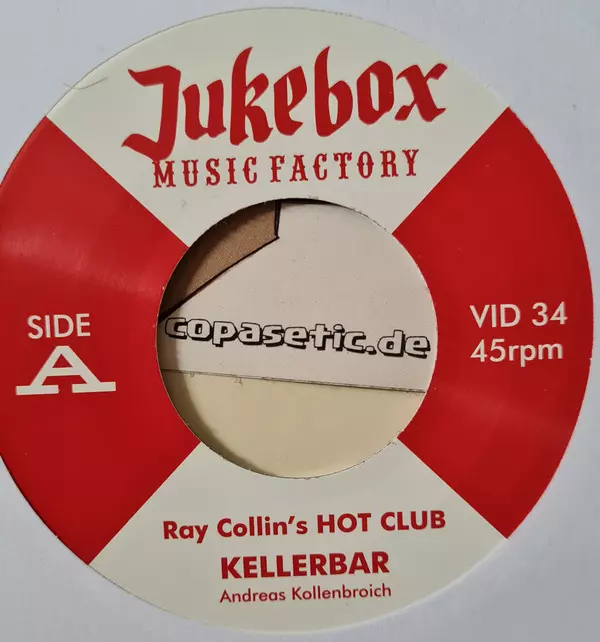 Jukebox
MUSIC FACTORY
copasetic.de
SIDE
A
VID 34
45rpm
Ray Collin's HOT CLUB
KELLERBAR
Andreas Kollenbroich